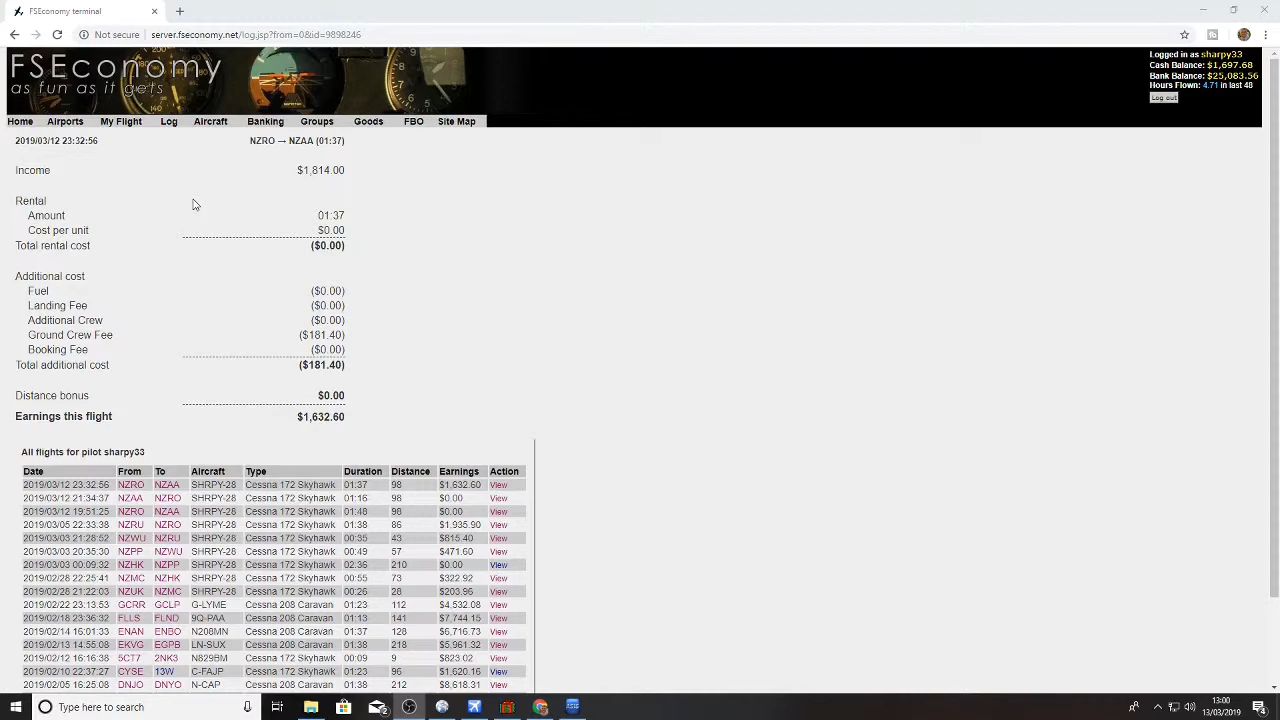 FSEconomy terminal
Not secure | server.fseconomy.net/log.jsp?from=0&id=9898246
FSEconomy
as fun as it gets
Logged in as sharpy33
Cash Balance: $1,697.68
Bank Balance: $25,083.56
Hours Flown: 4.71 in last 48
Log out
Home Airports My Flight Log Aircraft Banking Groups Goods FBO Site Map
2019/03/12 23:32:56 NZRO → NZAA (01:37)
Income $1,814.00
Rental
Amount 01:37
Cost per unit $0.00
Total rental cost ($0.00)
Additional cost
Fuel ($0.00)
Landing Fee ($0.00)
Additional Crew ($0.00)
Ground Crew Fee ($181.40)
Booking Fee ($0.00)
Total additional cost ($181.40)
Distance bonus $0.00
Earnings this flight $1,632.60
All flights for pilot sharpy33
Date From To Aircraft Type Duration Distance Earnings Action
2019/03/12 23:32:56 NZRO NZAA SHRPY-28 Cessna 172 Skyhawk 01:37 98 $1,632.60 View
2019/03/12 21:34:37 NZAA NZRO SHRPY-28 Cessna 172 Skyhawk 01:16 98 $0.00 View
2019/03/12 19:51:25 NZRO NZAA SHRPY-28 Cessna 172 Skyhawk 01:48 98 $0.00 View
2019/03/05 22:33:38 NZRU NZRO SHRPY-28 Cessna 172 Skyhawk 01:38 86 $1,935.90 View
2019/03/03 21:28:52 NZWU NZRU SHRPY-28 Cessna 172 Skyhawk 00:35 43 $815.40 View
2019/03/03 20:35:30 NZPP NZWU SHRPY-28 Cessna 172 Skyhawk 00:49 57 $471.60 View
2019/03/03 00:09:32 NZHK NZPP SHRPY-28 Cessna 172 Skyhawk 02:36 210 $0.00 View
2019/02/28 22:25:41 NZMC NZHK SHRPY-28 Cessna 172 Skyhawk 00:55 73 $322.92 View
2019/02/28 21:22:03 NZUK NZMC SHRPY-28 Cessna 172 Skyhawk 00:26 28 $203.96 View
2019/02/22 23:13:53 GCRR GCLP G-LYME Cessna 208 Caravan 01:23 112 $4,532.08 View
2019/02/18 23:36:32 FLLS FLND 9Q-PAA Cessna 208 Caravan 01:13 141 $7,744.15 View
2019/02/14 16:01:33 ENAN ENBO N208MN Cessna 208 Caravan 01:37 128 $6,716.73 View
2019/02/13 14:55:08 EKVG EGPB LN-SUX Cessna 208 Caravan 01:38 218 $5,961.32 View
2019/02/12 16:16:38 5CT7 2NK3 N829BM Cessna 172 Skyhawk 00:09 9 $823.02 View
2019/02/10 22:37:27 CYSE 13W C-FAJP Cessna 172 Skyhawk 01:23 96 $1,620.16 View
2019/02/05 16:25:08 DNJO DNYO N-CAP Cessna 208 Caravan 01:38 212 $8,618.31 View
Type here to search
13:00
13/03/2019